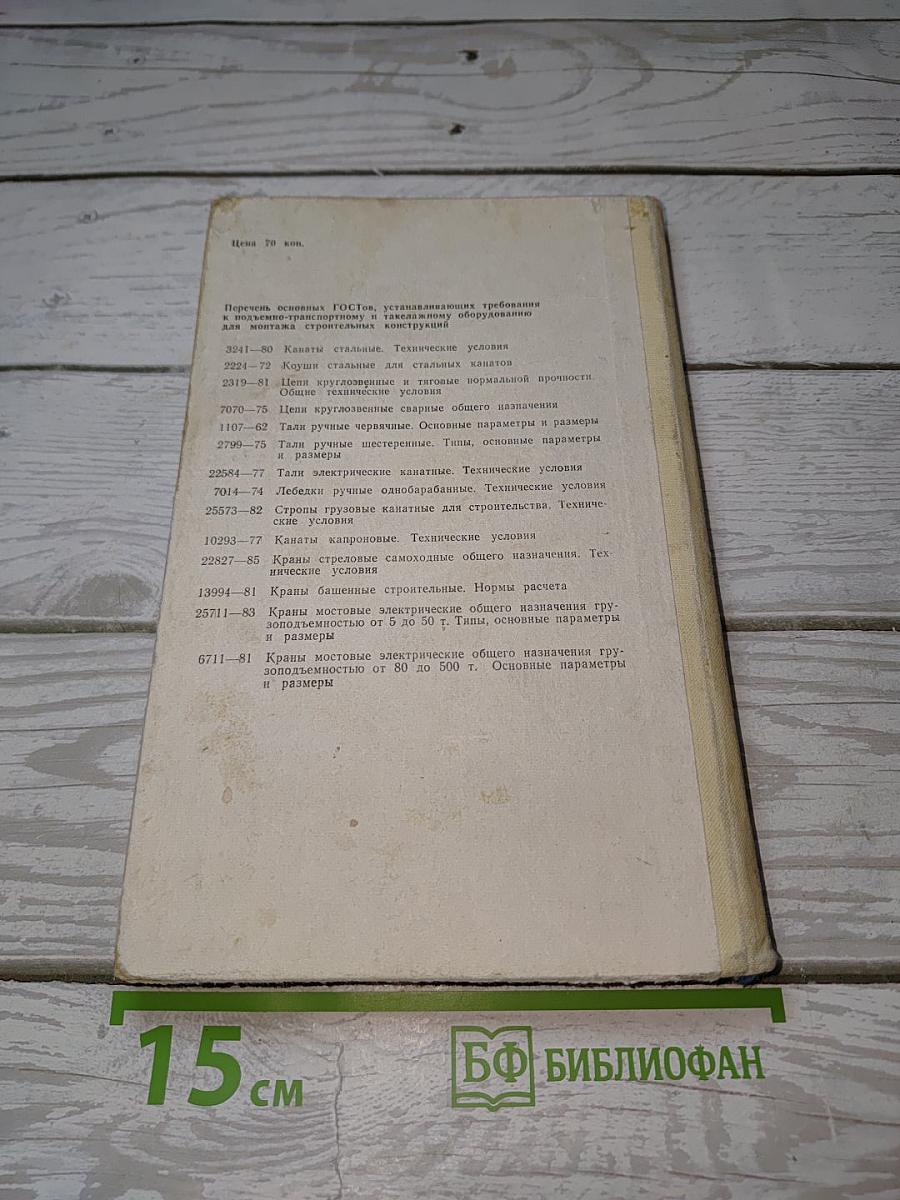 Цена 70 коп.
Перечень основных ГОСТов, устанавливающих требования
к подъемно-транспортному и такелажному оборудованию
для монтажа строительных конструкций
3241—80 Канаты стальные. Технические условия
2224—72 Коуши стальные для стальных канатов
2319—81 Цепи круглозвенные и тяговые нормальной прочности.
Общие технические условия
7070—75 Цепи круглозвенные сварные общего назначения
1107—62 Тали ручные червячные. Основные параметры и размеры
2799—75 Тали ручные шестеренные. Типы, основные параметры
и размеры
22584—77 Тали электрические канатные. Технические условия
7014—74 Лебедки ручные однобарабанные. Технические условия
25573—82 Стропы грузовые канатные для строительства. Техниче-
ские условия
10293—77 Канаты капроновые. Технические условия
22827—85 Краны стреловые самоходные общего назначения. Тех-
нические условия
13994—81 Краны башенные строительные. Нормы расчета
25711—83 Краны мостовые электрические общего назначения гру-
зоподъемностью от 5 до 50 т. Типы, основные параметры
и размеры
6711—81 Краны мостовые электрические общего назначения гру-
зоподъемностью от 80 до 500 т. Основные параметры
и размеры
15 см
БФ БИБЛИОФАН